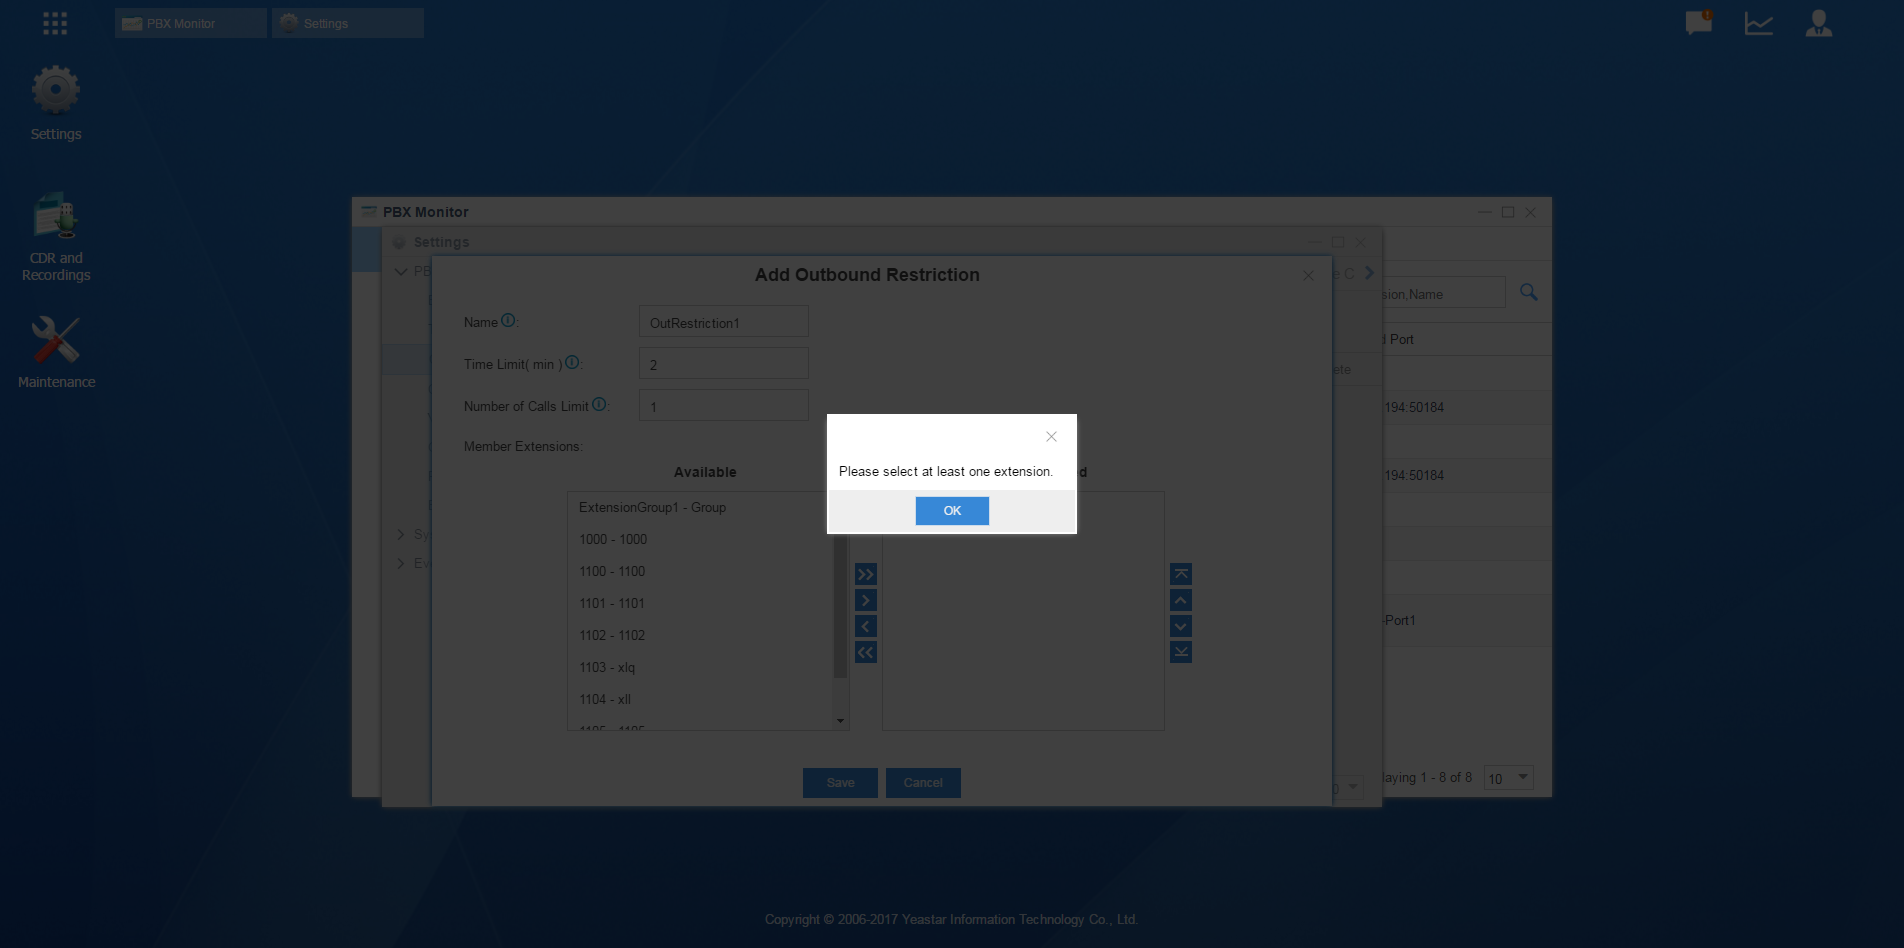 PBX Monitor
Settings
!
Settings
CDR and
Recordings
Maintenance
PBX Monitor
Settings
PB
Add Outbound Restriction
e C
sion,Name
Name :
OutRestriction1
d Port
Time Limit( min ) :
2
ete
Number of Calls Limit :
1
194:50184
Member Extensions:
Available
ed
Please select at least one extension.
OK
194:50184
ExtensionGroup1 - Group
1000 - 1000
1100 - 1100
1101 - 1101
1102 - 1102
1103 - xlq
1104 - xll
1105 - 1105
Sy
Ev
-Port1
Save
Cancel
laying 1 - 8 of 8
10
Copyright © 2006-2017 Yeastar Information Technology Co., Ltd.